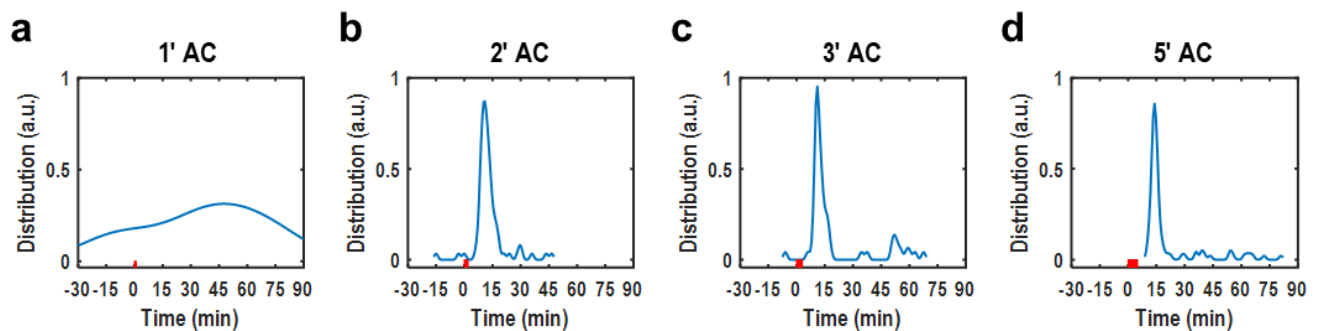 a b c d
1' AC 2' AC 3' AC 5' AC
1 1 1 1
0.5 0.5 0.5 0.5
0 0 0 0
Distribution (a.u.) Distribution (a.u.) Distribution (a.u.) Distribution (a.u.)
-30 -15 0 15 30 45 60 75 90 -30 -15 0 15 30 45 60 75 90 -30 -15 0 15 30 45 60 75 90 -30 -15 0 15 30 45 60 75 90
Time (min) Time (min) Time (min) Time (min)